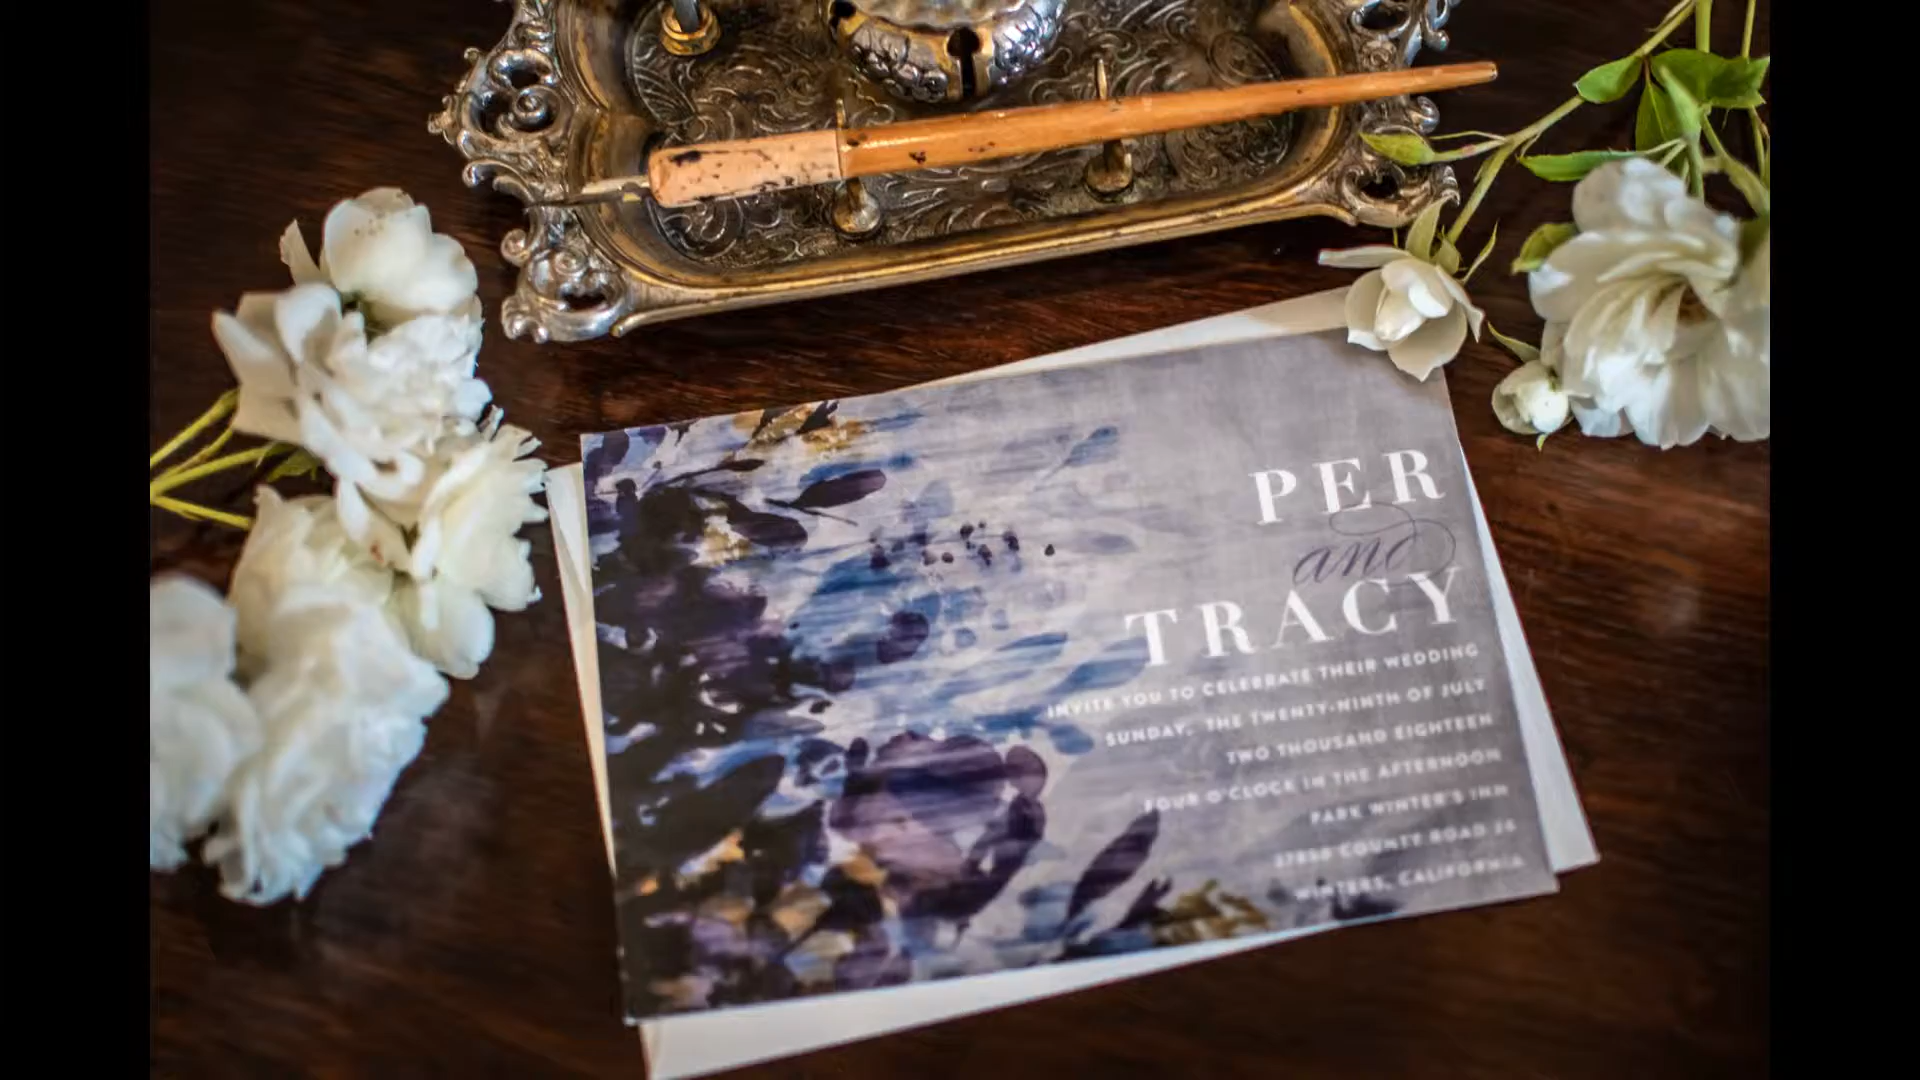 PER
and
TRACY
INVITE YOU TO CELEBRATE THEIR WEDDING
SUNDAY, THE TWENTY-NINTH OF JULY
TWO THOUSAND EIGHTEEN
FOUR O'CLOCK IN THE AFTERNOON
PARK WINTER'S INN
COUNTY ROAD 26
WINTERS, CALIFORNIA